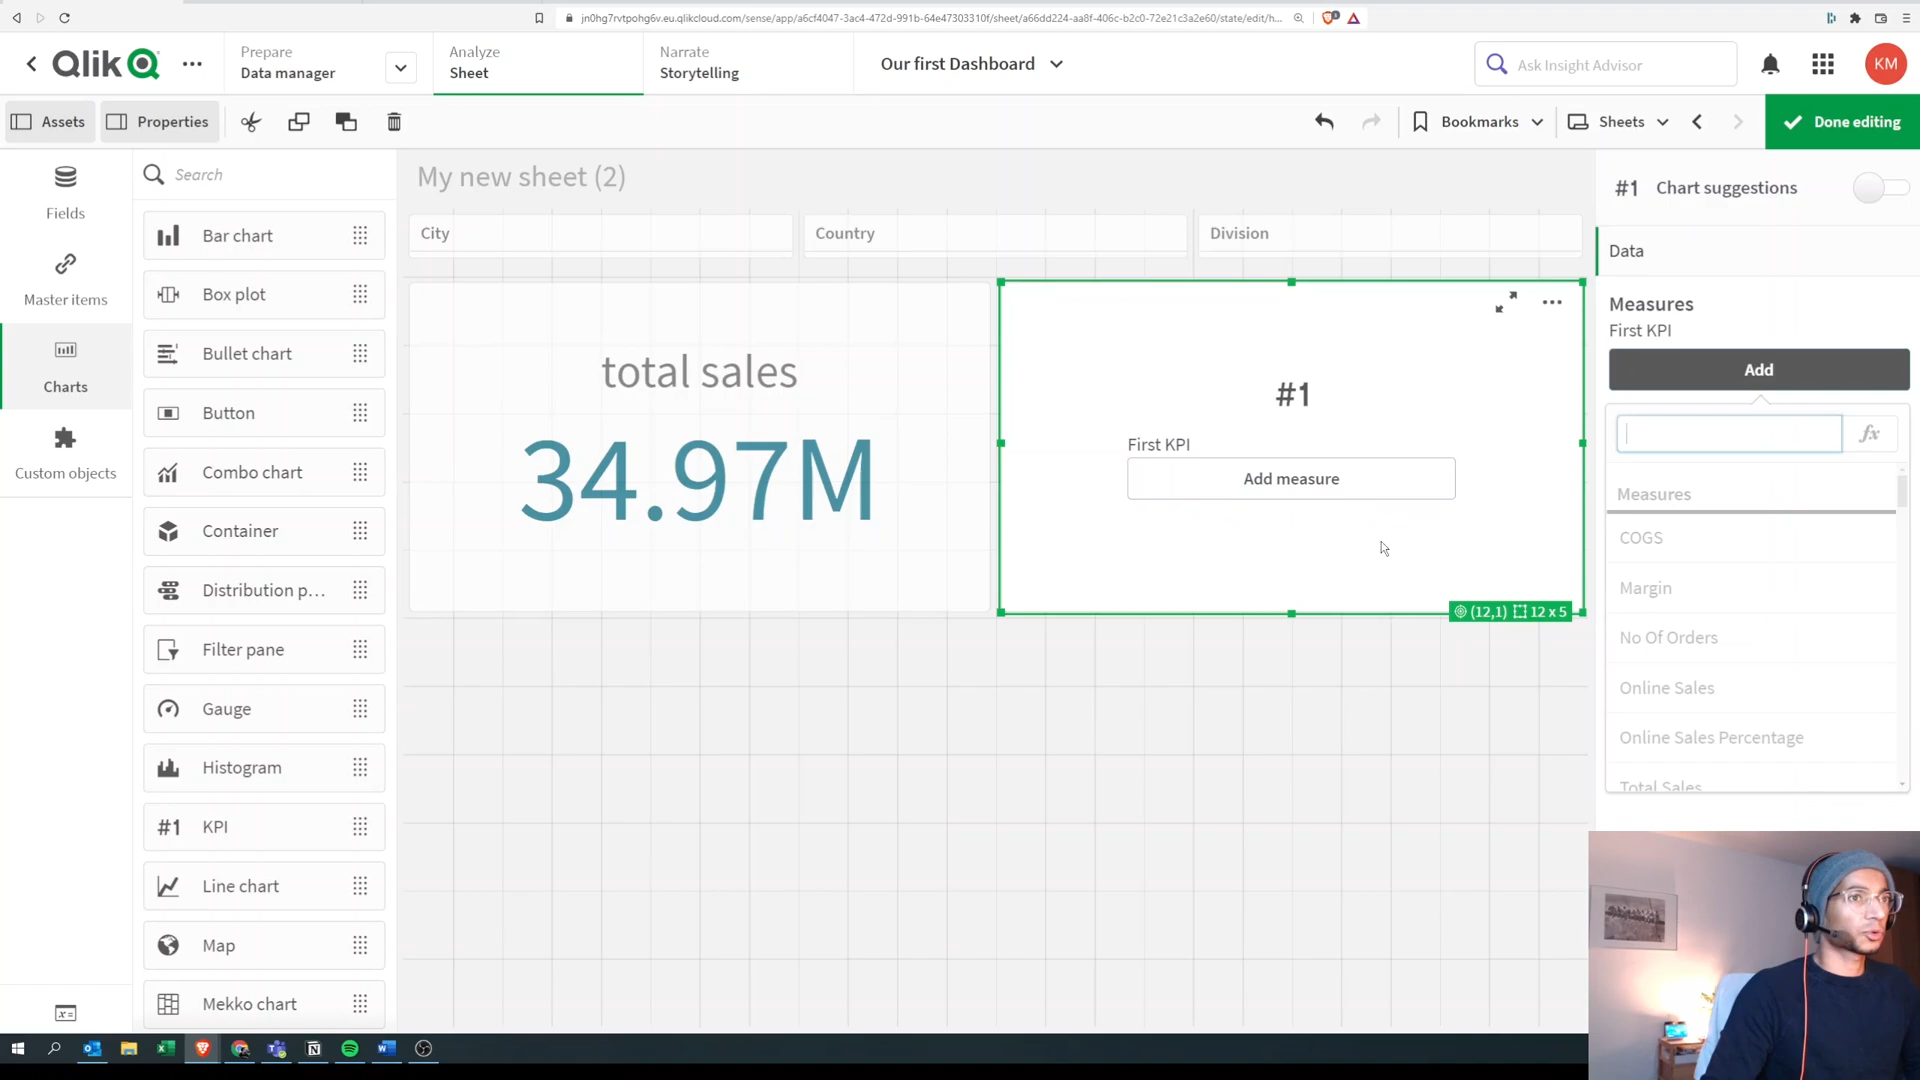 jn0hg7rvtpohg6v.eu.qlikcloud.com/sense/app/a6cf4047-3ac4-472d-991b-64e47303310f/sheet/a66dd224-aa8f-406c-b2c0-72e21c3a2e60/state/edit/h...
Qlik
Prepare
Data manager
Analyze
Sheet
Narrate
Storytelling
Our first Dashboard
Ask Insight Advisor
KM
Assets
Properties
Bookmarks
Sheets
Done editing
Fields
Master items
Charts
Custom objects
Search
Bar chart
Box plot
Bullet chart
Button
Combo chart
Container
Distribution p...
Filter pane
Gauge
Histogram
#1 KPI
Line chart
Map
Mekko chart
My new sheet (2)
City
Country
Division
total sales
34.97M
#1
First KPI
Add measure
(12,1) 12 x 5
#1 Chart suggestions
Data
Measures
First KPI
Add
fx
Measures
COGS
Margin
No Of Orders
Online Sales
Online Sales Percentage
Total Sales